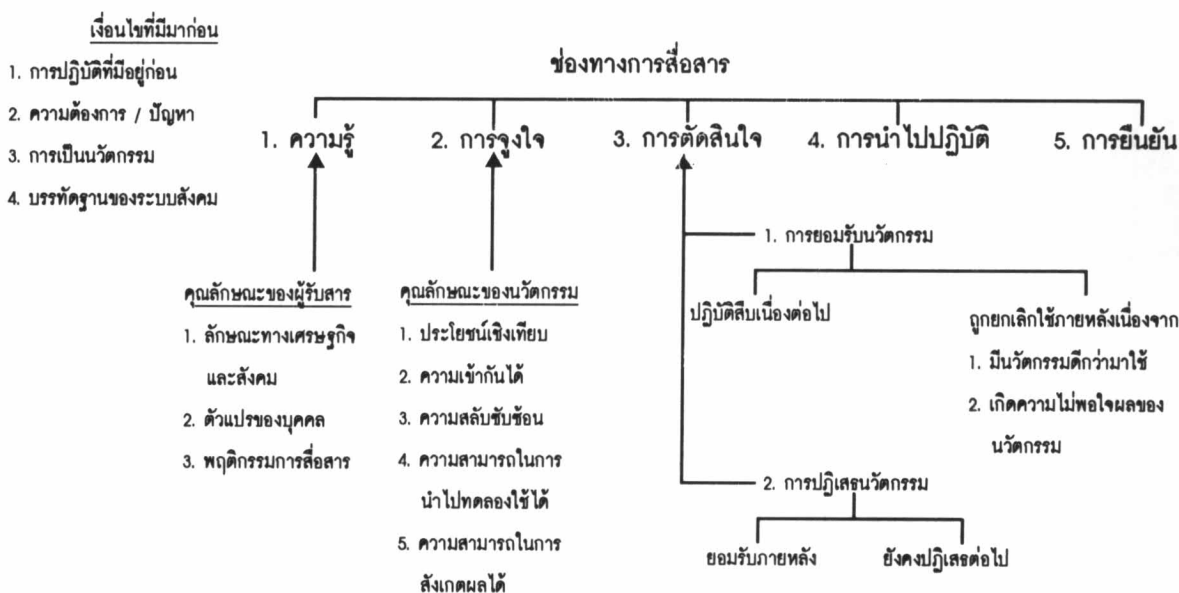 เงื่อนไขที่มีมาก่อน
1. การปฏิบัติที่มีอยู่ก่อน
2. ความต้องการ / ปัญหา
3. การเป็นนวัตกรรม
4. บรรทัดฐานของระบบสังคม
ช่องทางการสื่อสาร
1. ความรู้
2. การจูงใจ
3. การตัดสินใจ
4. การนำไปปฏิบัติ
5. การยืนยัน
คุณลักษณะของผู้รับสาร
1. ลักษณะทางเศรษฐกิจ
และสังคม
2. ตัวแปรของบุคคล
3. พฤติกรรมการสื่อสาร
คุณลักษณะของนวัตกรรม
1. ประโยชน์เชิงเทียบ
2. ความเข้ากันได้
3. ความสลับซับซ้อน
4. ความสามารถในการ
นำไปทดลองใช้ได้
5. ความสามารถในการ
สังเกตผลได้
1. การยอมรับนวัตกรรม
ปฏิบัติสืบเนื่องต่อไป
ถูกยกเลิกใช้ภายหลังเนื่องจาก
1. มีนวัตกรรมดีกว่ามาใช้
2. เกิดความไม่พอใจผลของ
นวัตกรรม
2. การปฏิเสธนวัตกรรม
ยอมรับภายหลัง
ยังคงปฏิเสธต่อไป